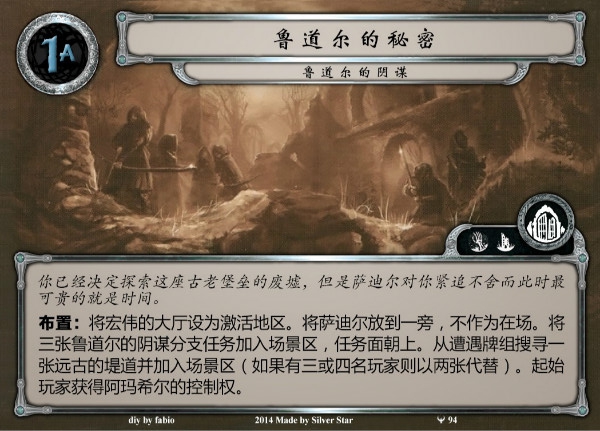 1A
鲁道尔的秘密
鲁道尔的阴谋
你已经决定探索这座古老堡垒的废墟，但是萨迪尔对你紧追不舍而此时最
可贵的就是时间。
布置：将宏伟的大厅设为激活地区。将萨迪尔放到一旁，不作为在场。将
三张鲁道尔的阴谋分支任务加入场景区，任务面朝上。从遭遇牌组搜寻一
张远古的堤道并加入场景区（如果有三或四名玩家则以两张代替）。起始
玩家获得阿玛希尔的控制权。
diy by fabio 2014 Made by Silver Star 94